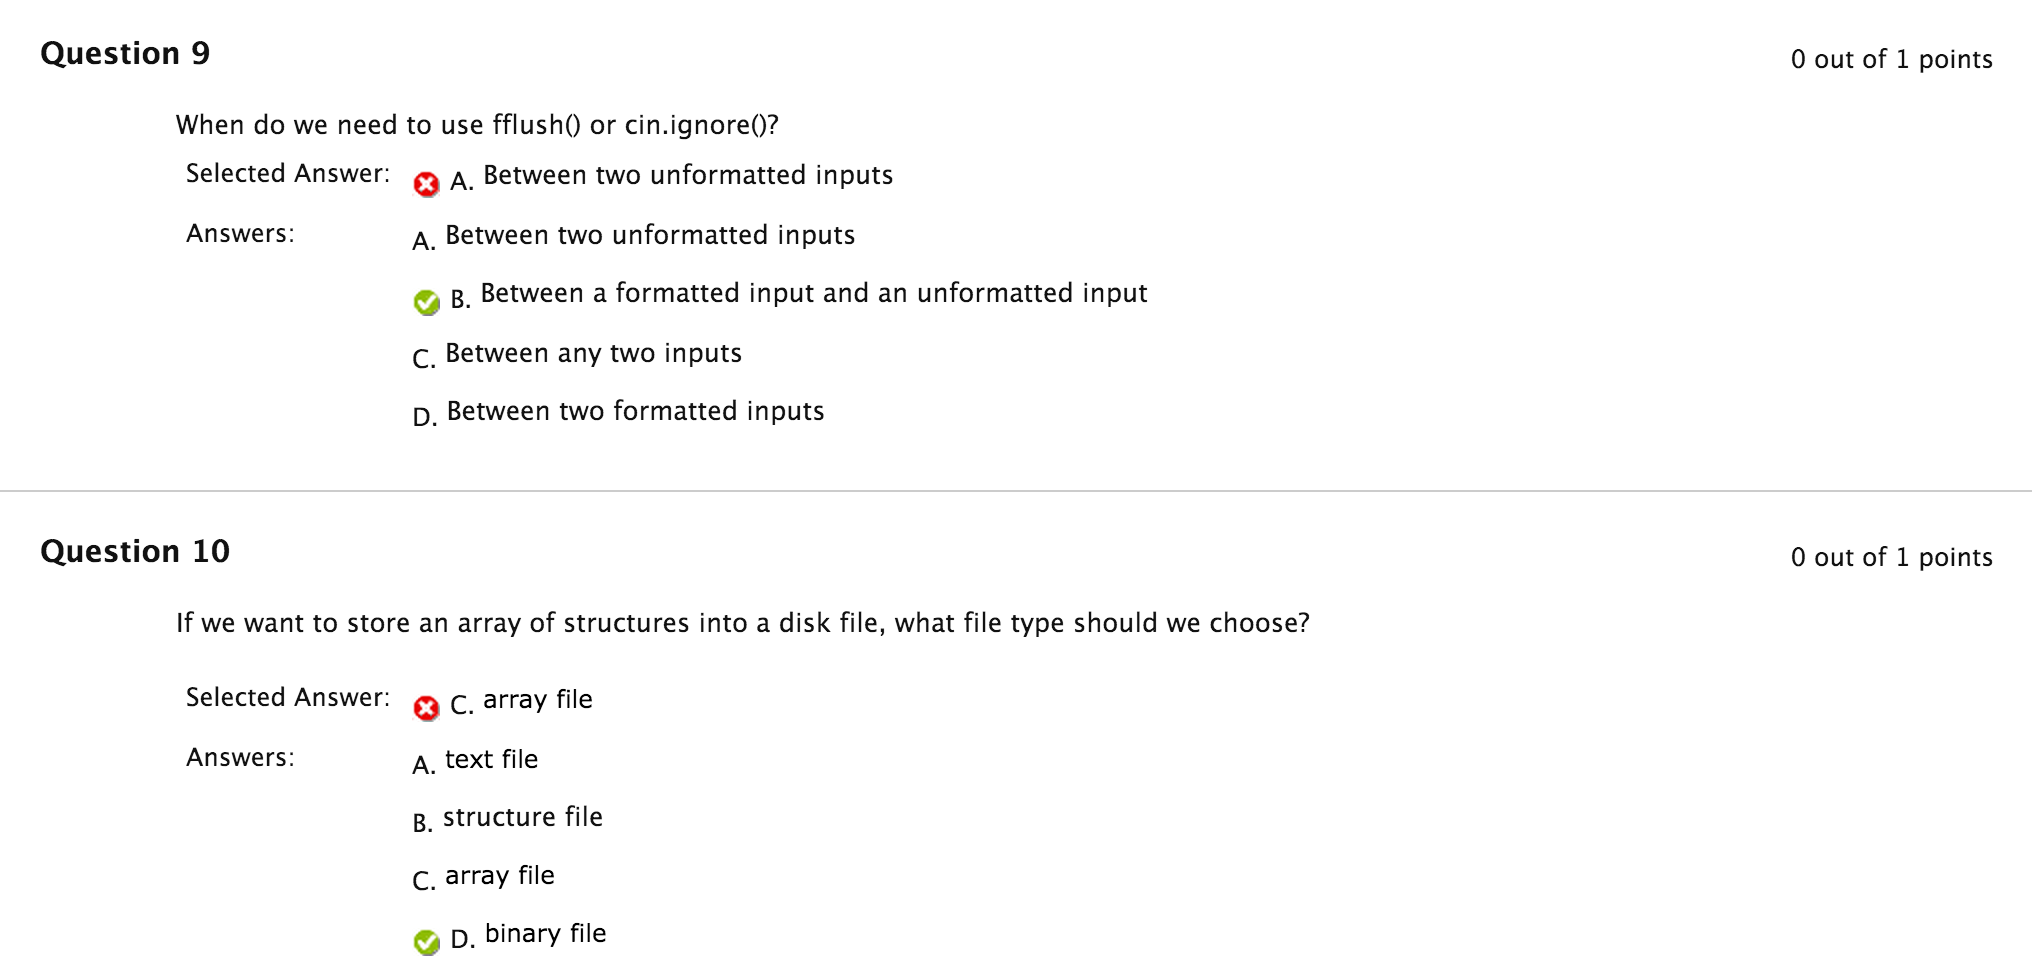 Question 9
0 out of 1 points
When do we need to use fflush() or cin.ignore()?
Selected Answer: A. Between two unformatted inputs
Answers: A. Between two unformatted inputs
B. Between a formatted input and an unformatted input
C. Between any two inputs
D. Between two formatted inputs
Question 10
0 out of 1 points
If we want to store an array of structures into a disk file, what file type should we choose?
Selected Answer: C. array file
Answers: A. text file
B. structure file
C. array file
D. binary file